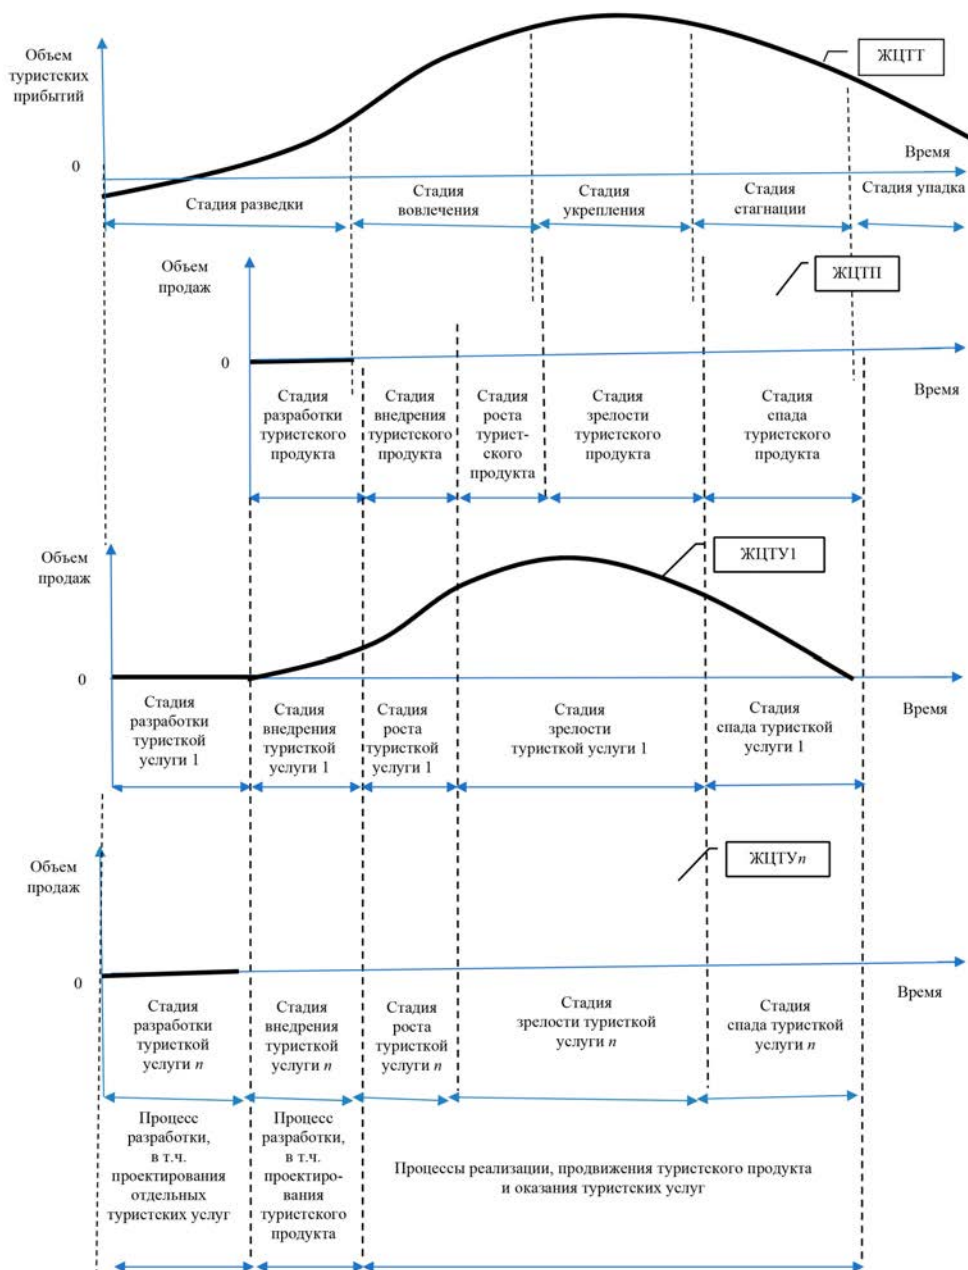 Объем
туристских
прибытий
ЖЦТТ
0
Время
Стадия разведки
Стадия
вовлечения
Стадия
укрепления
Стадия
стагнации
Стадия упадка
Объем
продаж
ЖЦТП
0
Время
Стадия
разработки
туристского
продукта
Стадия
внедрения
туристского
продукта
Стадия
роста
турист-
ского
продукта
Стадия
зрелости
туристского
продукта
Стадия
спада
туристского
продукта
Объем
продаж
ЖЦТУ1
0
Время
Стадия
разработки
туристкой
услуги 1
Стадия
внедрения
туристкой
услуги 1
Стадия
роста
туристкой
услуги 1
Стадия
зрелости
туристкой услуги 1
Стадия
спада туристкой
услуги 1
Объем
продаж
ЖЦТУn
0
Время
Стадия
разработки
туристкой
услуги n
Стадия
внедрения
туристкой
услуги n
Стадия
роста
туристкой
услуги n
Стадия
зрелости туристкой
услуги n
Стадия
спада туристкой
услуги n
Процесс
разработки,
в т.ч.
проектирования
отдельных
туристских услуг
Процесс
разработки,
в т.ч.
проектиро-
вания
туристского
продукта
Процессы реализации, продвижения туристского продукта
и оказания туристских услуг